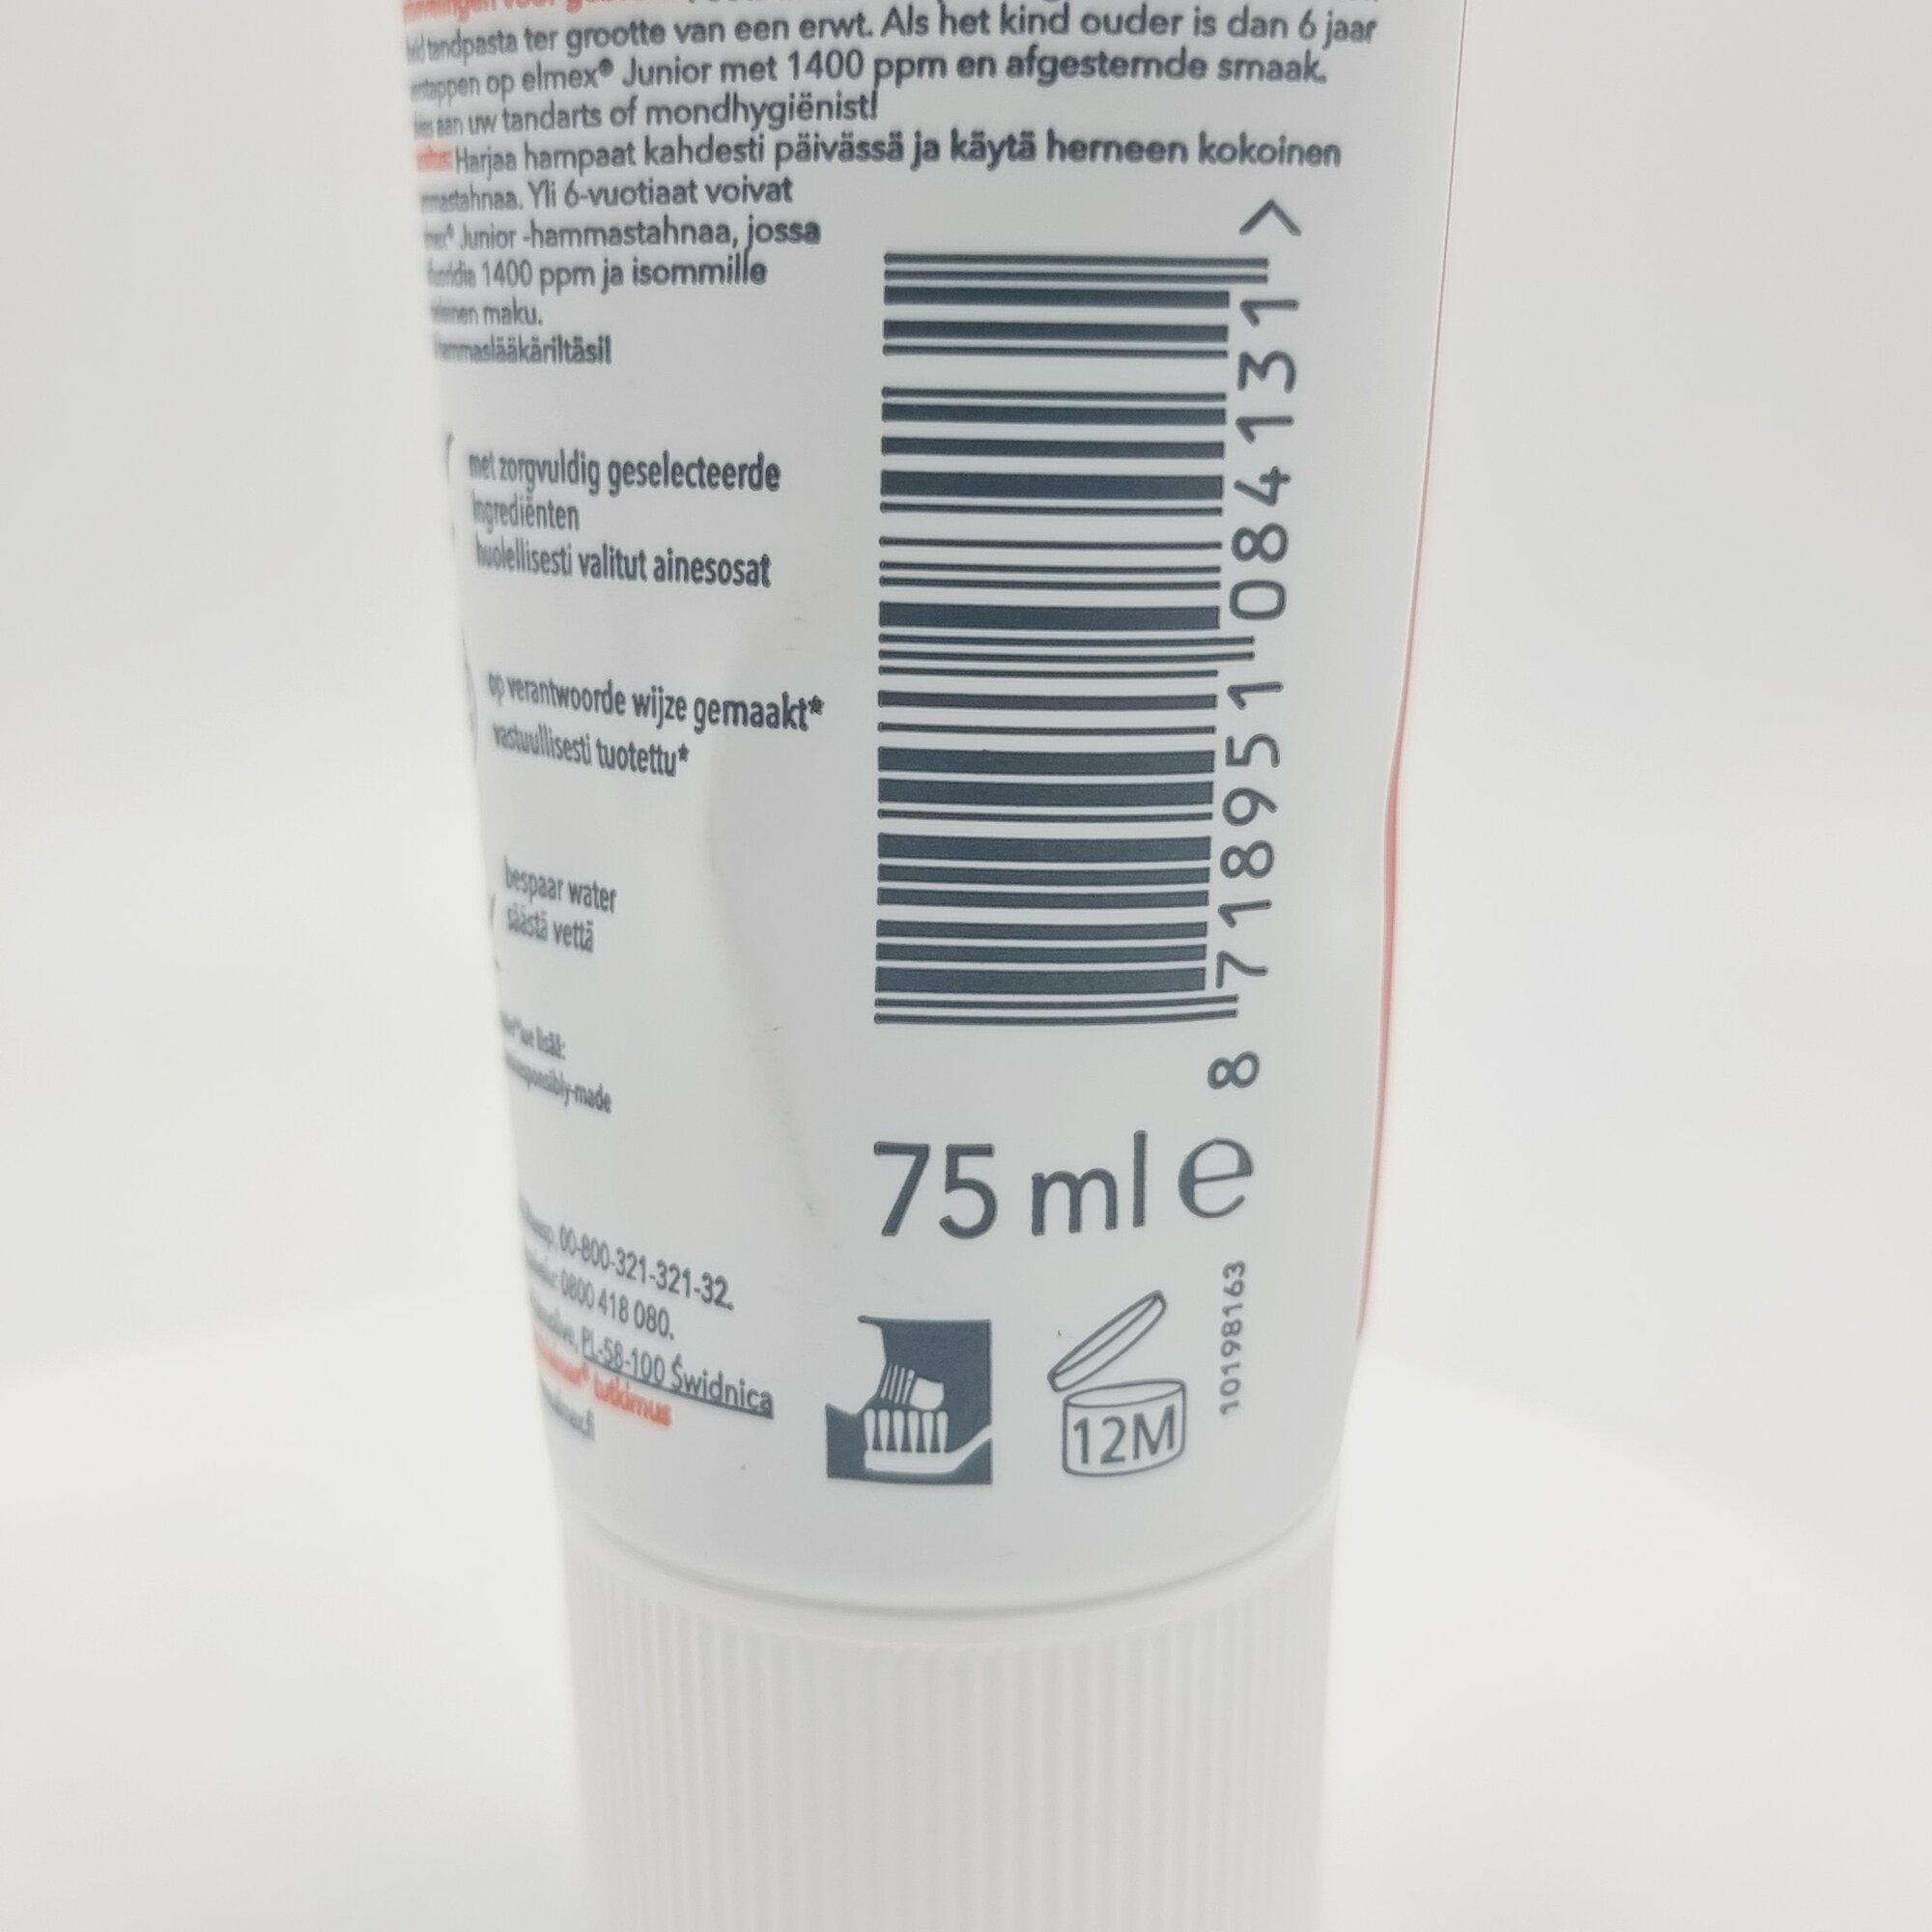 tandpasta ter grootte van een erwt. Als het kind ouder is dan 6 jaar
op elmex® Junior met 1400 ppm en afgestemde smaak.
aan uw tandarts of mondhygiënist!
Harjaa hampaat kahdesti päivässä ja käytä herneen kokoinen
Yli 6-vuotiaat voivat
Junior -hammastahnaa, jossa
1400 ppm ja isommille
maku.
met zorgvuldig geselecteerde
ingrediënten
huolellisesti valitut ainesosat
op verantwoorde wijze gemaakt*
vastuullisesti tuotettu*
bespaar water
säästä vettä
lue lisää:
00-800-321-321-32.
0800 418 080.
PL-58-100 Świdnica
tutkimus
8 718951 084131 >
75 ml e
12M
10198163